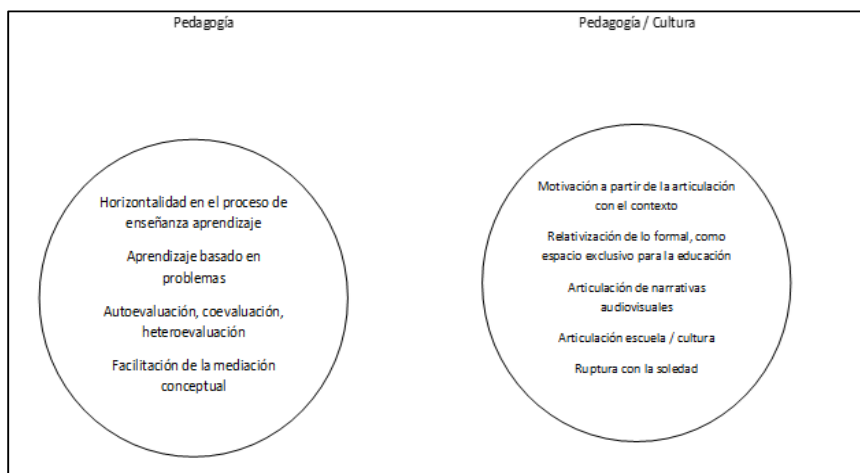 Pedagogía
Pedagogía / Cultura
Horizontalidad en el proceso de
enseñanza aprendizaje
Aprendizaje basado en
problemas
Autoevaluación, coevaluación,
heteroevaluación
Facilitación de la mediación
conceptual
Motivación a partir de la articulación
con el contexto
Relativización de lo formal, como
espacio exclusivo para la educación
Articulación de narrativas
audiovisuales
Articulación escuela / cultura
Ruptura con la soledad